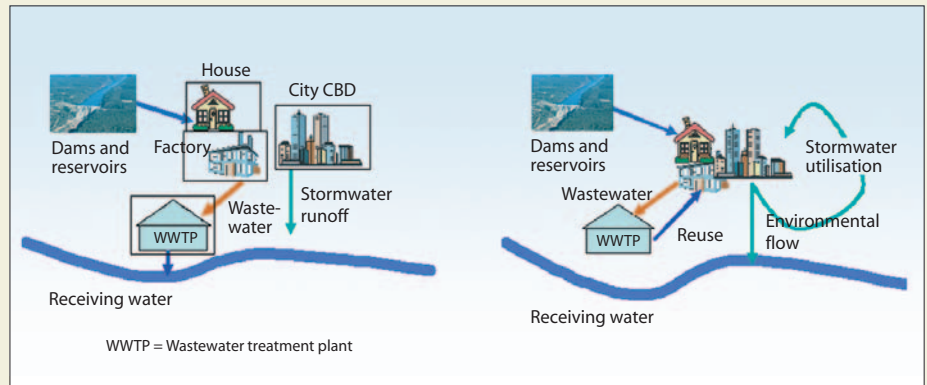 House
City CBD
Dams and
reservoirs
Factory
Waste-
water
Stormwater
runoff
WWTP
Receiving water
WWTP = Wastewater treatment plant
Dams and
reservoirs
Stormwater
utilisation
Wastewater
WWTP
Reuse
Environmental
flow
Receiving water